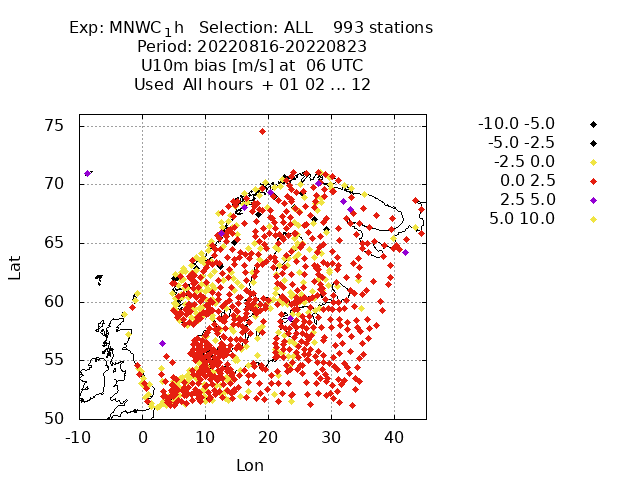 Exp: MNWC_1h   Selection: ALL    993 stations
Period: 20220816-20220823
U10m bias [m/s] at  06 UTC
Used  All hours  + 01 02 ... 12
-10.0 -5.0
-5.0 -2.5
-2.5 0.0
0.0 2.5
2.5 5.0
5.0 10.0
75
70
65
60
55
50
Lat
-10 0 10 20 30 40
Lon